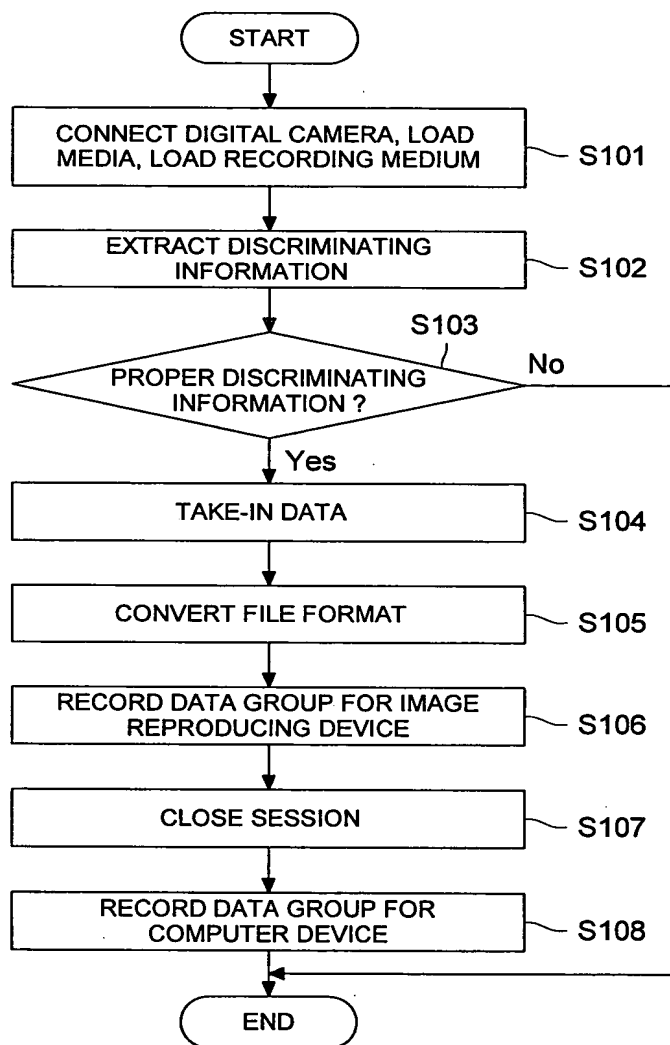 START
CONNECT DIGITAL CAMERA, LOAD
MEDIA, LOAD RECORDING MEDIUM
S101
EXTRACT DISCRIMINATING
INFORMATION
S102
S103
PROPER DISCRIMINATING
INFORMATION ?
No
Yes
TAKE-IN DATA
S104
CONVERT FILE FORMAT
S105
RECORD DATA GROUP FOR IMAGE
REPRODUCING DEVICE
S106
CLOSE SESSION
S107
RECORD DATA GROUP FOR
COMPUTER DEVICE
S108
END